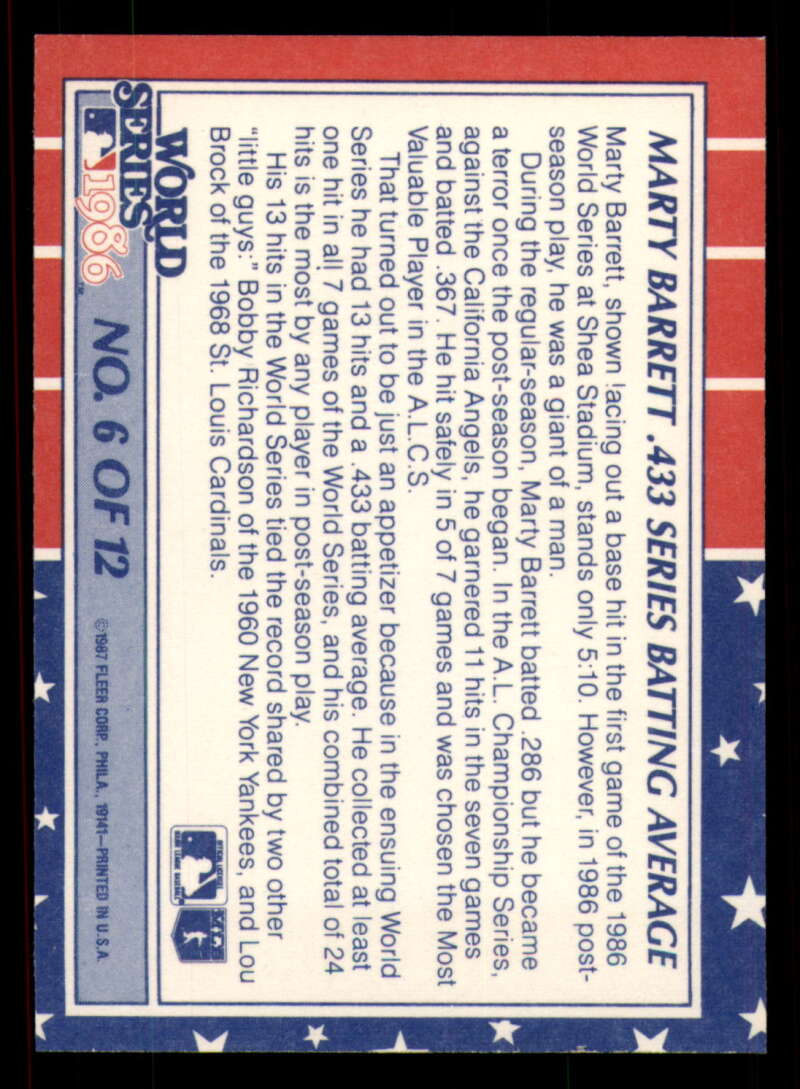 MARTY BARRETT .433 SERIES BATTING AVERAGE
Marty Barrett, shown lacing out a base hit in the first game of the 1986
World Series at Shea Stadium, stands only 5:10. However, in 1986 post-
season play, he was a giant of a man.
During the regular-season, Marty Barrett batted .286 but he became
a terror once the post-season began. In the A.L. Championship Series,
against the California Angels, he garnered 11 hits in the seven games
and batted .367. He hit safely in 5 of 7 games and was chosen the Most
Valuable Player in the A.L.C.S.
That turned out to be just an appetizer because in the ensuing World
Series he had 13 hits and a .433 batting average. He collected at least
one hit in all 7 games of the World Series, and his combined total of 24
hits is the most by any player in post-season play.
His 13 hits in the World Series tied the record shared by two other
"little guys:" Bobby Richardson of the 1960 New York Yankees, and Lou
Brock of the 1968 St. Louis Cardinals.
WORLD
SERIES
1986 ™
NO. 6 OF 12
©1987 FLEER CORP., PHILA., 19141—PRINTED IN U.S.A.